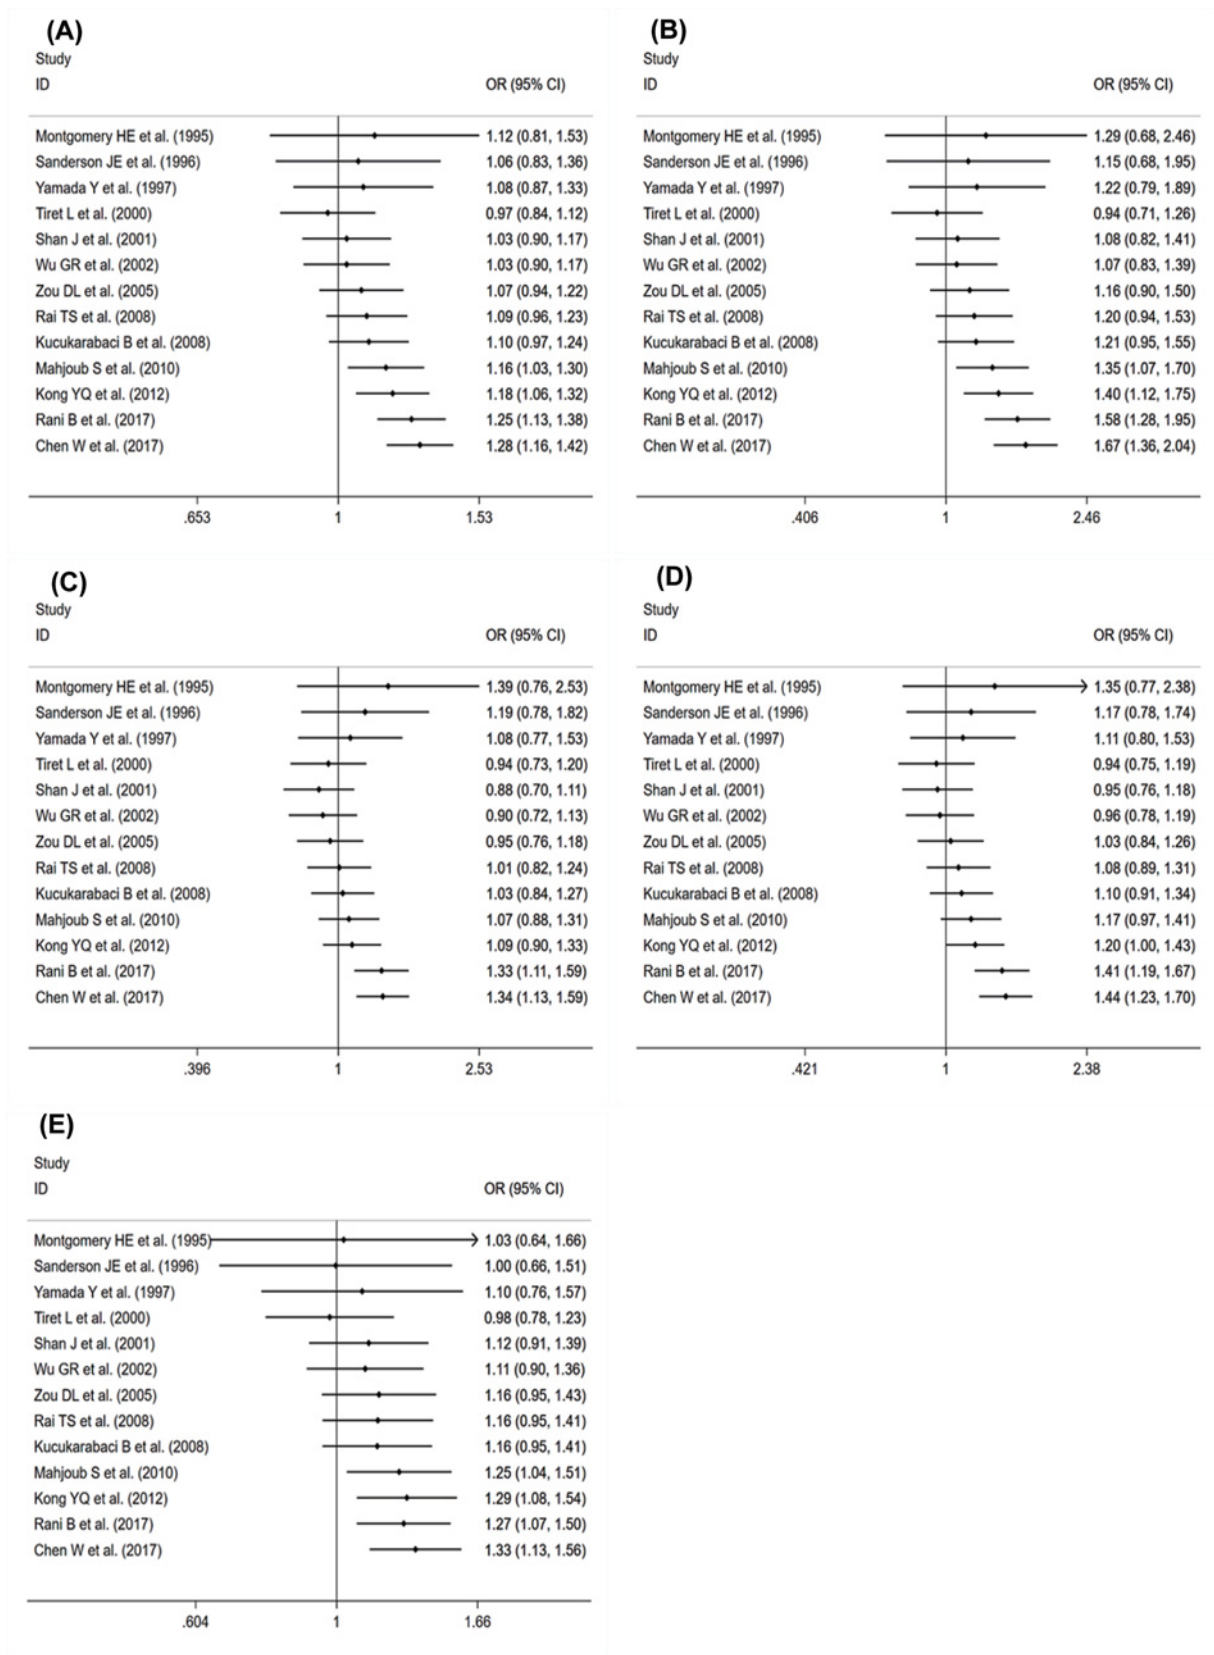 (A)
Study
ID OR (95% CI)
Montgomery HE et al. (1995) 1.12 (0.81, 1.53)
Sanderson JE et al. (1996) 1.06 (0.83, 1.36)
Yamada Y et al. (1997) 1.08 (0.87, 1.33)
Tiret L et al. (2000) 0.97 (0.84, 1.12)
Shan J et al. (2001) 1.03 (0.90, 1.17)
Wu GR et al. (2002) 1.03 (0.90, 1.17)
Zou DL et al. (2005) 1.07 (0.94, 1.22)
Rai TS et al. (2008) 1.09 (0.96, 1.23)
Kucukarabaci B et al. (2008) 1.10 (0.97, 1.24)
Mahjoub S et al. (2010) 1.16 (1.03, 1.30)
Kong YQ et al. (2012) 1.18 (1.06, 1.32)
Rani B et al. (2017) 1.25 (1.13, 1.38)
Chen W et al. (2017) 1.28 (1.16, 1.42)
.653 1 1.53
(B)
Study
ID OR (95% CI)
Montgomery HE et al. (1995) 1.29 (0.68, 2.46)
Sanderson JE et al. (1996) 1.15 (0.68, 1.95)
Yamada Y et al. (1997) 1.22 (0.79, 1.89)
Tiret L et al. (2000) 0.94 (0.71, 1.26)
Shan J et al. (2001) 1.08 (0.82, 1.41)
Wu GR et al. (2002) 1.07 (0.83, 1.39)
Zou DL et al. (2005) 1.16 (0.90, 1.50)
Rai TS et al. (2008) 1.20 (0.94, 1.53)
Kucukarabaci B et al. (2008) 1.21 (0.95, 1.55)
Mahjoub S et al. (2010) 1.35 (1.07, 1.70)
Kong YQ et al. (2012) 1.40 (1.12, 1.75)
Rani B et al. (2017) 1.58 (1.28, 1.95)
Chen W et al. (2017) 1.67 (1.36, 2.04)
.406 1 2.46
(C)
Study
ID OR (95% CI)
Montgomery HE et al. (1995) 1.39 (0.76, 2.53)
Sanderson JE et al. (1996) 1.19 (0.78, 1.82)
Yamada Y et al. (1997) 1.08 (0.77, 1.53)
Tiret L et al. (2000) 0.94 (0.73, 1.20)
Shan J et al. (2001) 0.88 (0.70, 1.11)
Wu GR et al. (2002) 0.90 (0.72, 1.13)
Zou DL et al. (2005) 0.95 (0.76, 1.18)
Rai TS et al. (2008) 1.01 (0.82, 1.24)
Kucukarabaci B et al. (2008) 1.03 (0.84, 1.27)
Mahjoub S et al. (2010) 1.07 (0.88, 1.31)
Kong YQ et al. (2012) 1.09 (0.90, 1.33)
Rani B et al. (2017) 1.33 (1.11, 1.59)
Chen W et al. (2017) 1.34 (1.13, 1.59)
.396 1 2.53
(D)
Study
ID OR (95% CI)
Montgomery HE et al. (1995) 1.35 (0.77, 2.38)
Sanderson JE et al. (1996) 1.17 (0.78, 1.74)
Yamada Y et al. (1997) 1.11 (0.80, 1.53)
Tiret L et al. (2000) 0.94 (0.75, 1.19)
Shan J et al. (2001) 0.95 (0.76, 1.18)
Wu GR et al. (2002) 0.96 (0.78, 1.19)
Zou DL et al. (2005) 1.03 (0.84, 1.26)
Rai TS et al. (2008) 1.08 (0.89, 1.31)
Kucukarabaci B et al. (2008) 1.10 (0.91, 1.34)
Mahjoub S et al. (2010) 1.17 (0.97, 1.41)
Kong YQ et al. (2012) 1.20 (1.00, 1.43)
Rani B et al. (2017) 1.41 (1.19, 1.67)
Chen W et al. (2017) 1.44 (1.23, 1.70)
.421 1 2.38
(E)
Study
ID OR (95% CI)
Montgomery HE et al. (1995) 1.03 (0.64, 1.66)
Sanderson JE et al. (1996) 1.00 (0.66, 1.51)
Yamada Y et al. (1997) 1.10 (0.76, 1.57)
Tiret L et al. (2000) 0.98 (0.78, 1.23)
Shan J et al. (2001) 1.12 (0.91, 1.39)
Wu GR et al. (2002) 1.11 (0.90, 1.36)
Zou DL et al. (2005) 1.16 (0.95, 1.43)
Rai TS et al. (2008) 1.16 (0.95, 1.41)
Kucukarabaci B et al. (2008) 1.16 (0.95, 1.41)
Mahjoub S et al. (2010) 1.25 (1.04, 1.51)
Kong YQ et al. (2012) 1.29 (1.08, 1.54)
Rani B et al. (2017) 1.27 (1.07, 1.50)
Chen W et al. (2017) 1.33 (1.13, 1.56)
.604 1 1.66